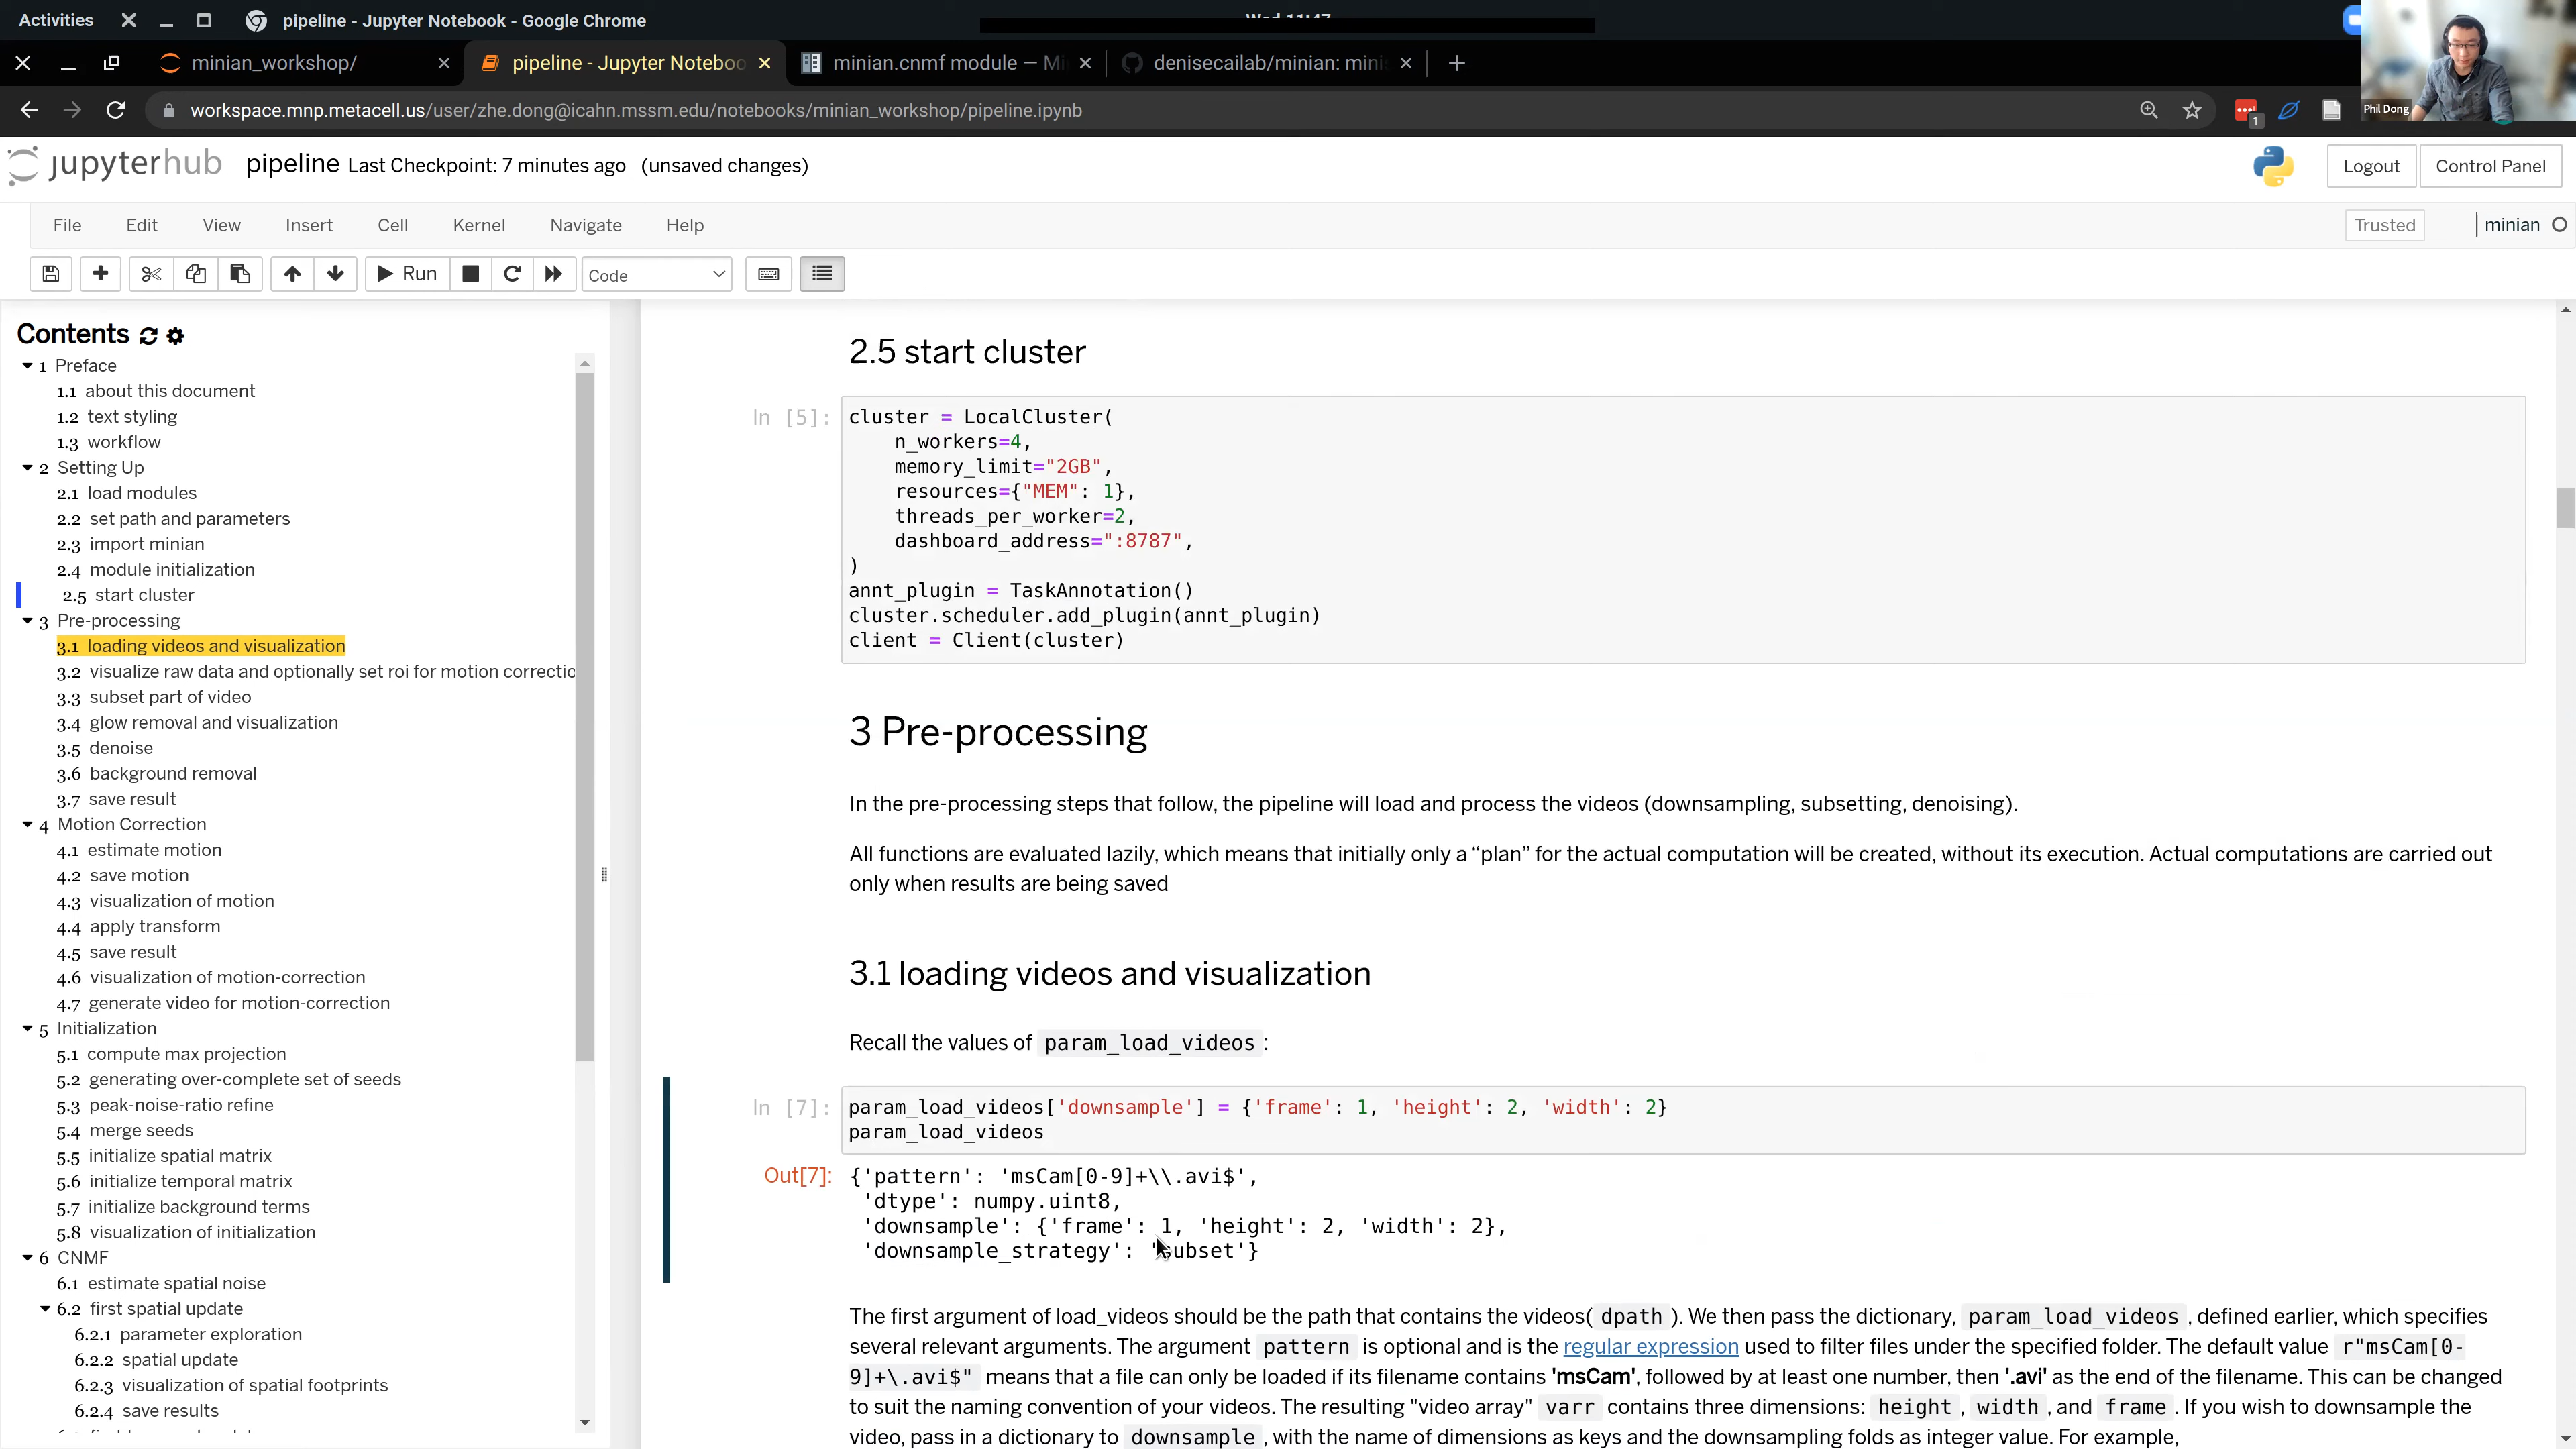 Activities
pipeline - Jupyter Notebook - Google Chrome
minian_workshop/
pipeline - Jupyter Noteboo
minian.cnmf module — Mi
denisecailab/minian: mini
workspace.mnp.metacell.us/user/zhe.dong@icahn.mssm.edu/notebooks/minian_workshop/pipeline.ipynb
1
Phil Dong
jupyterhub pipeline Last Checkpoint: 7 minutes ago (unsaved changes)
Logout
Control Panel
File Edit View Insert Cell Kernel Navigate Help
Trusted
minian
Run
Code
Contents
1 Preface
1.1 about this document
1.2 text styling
1.3 workflow
2 Setting Up
2.1 load modules
2.2 set path and parameters
2.3 import minian
2.4 module initialization
2.5 start cluster
3 Pre-processing
3.1 loading videos and visualization
3.2 visualize raw data and optionally set roi for motion correctio
3.3 subset part of video
3.4 glow removal and visualization
3.5 denoise
3.6 background removal
3.7 save result
4 Motion Correction
4.1 estimate motion
4.2 save motion
4.3 visualization of motion
4.4 apply transform
4.5 save result
4.6 visualization of motion-correction
4.7 generate video for motion-correction
5 Initialization
5.1 compute max projection
5.2 generating over-complete set of seeds
5.3 peak-noise-ratio refine
5.4 merge seeds
5.5 initialize spatial matrix
5.6 initialize temporal matrix
5.7 initialize background terms
5.8 visualization of initialization
6 CNMF
6.1 estimate spatial noise
6.2 first spatial update
6.2.1 parameter exploration
6.2.2 spatial update
6.2.3 visualization of spatial footprints
6.2.4 save results
2.5 start cluster
In [5]: cluster = LocalCluster(
n_workers=4,
memory_limit="2GB",
resources={"MEM": 1},
threads_per_worker=2,
dashboard_address=":8787",
)
annt_plugin = TaskAnnotation()
cluster.scheduler.add_plugin(annt_plugin)
client = Client(cluster)
3 Pre-processing
In the pre-processing steps that follow, the pipeline will load and process the videos (downsampling, subsetting, denoising).
All functions are evaluated lazily, which means that initially only a “plan” for the actual computation will be created, without its execution. Actual computations are carried out
only when results are being saved
3.1 loading videos and visualization
Recall the values of param_load_videos :
In [7]: param_load_videos['downsample'] = {'frame': 1, 'height': 2, 'width': 2}
param_load_videos
Out[7]: {'pattern': 'msCam[0-9]+\\.avi$',
'dtype': numpy.uint8,
'downsample': {'frame': 1, 'height': 2, 'width': 2},
'downsample_strategy': 'subset'}
The first argument of load_videos should be the path that contains the videos( dpath ). We then pass the dictionary, param_load_videos , defined earlier, which specifies
several relevant arguments. The argument pattern is optional and is the regular expression used to filter files under the specified folder. The default value r"msCam[0-
9]+\.avi$" means that a file can only be loaded if its filename contains 'msCam', followed by at least one number, then '.avi' as the end of the filename. This can be changed
to suit the naming convention of your videos. The resulting "video array" varr contains three dimensions: height , width , and frame . If you wish to downsample the
video, pass in a dictionary to downsample , with the name of dimensions as keys and the downsampling folds as integer value. For example,